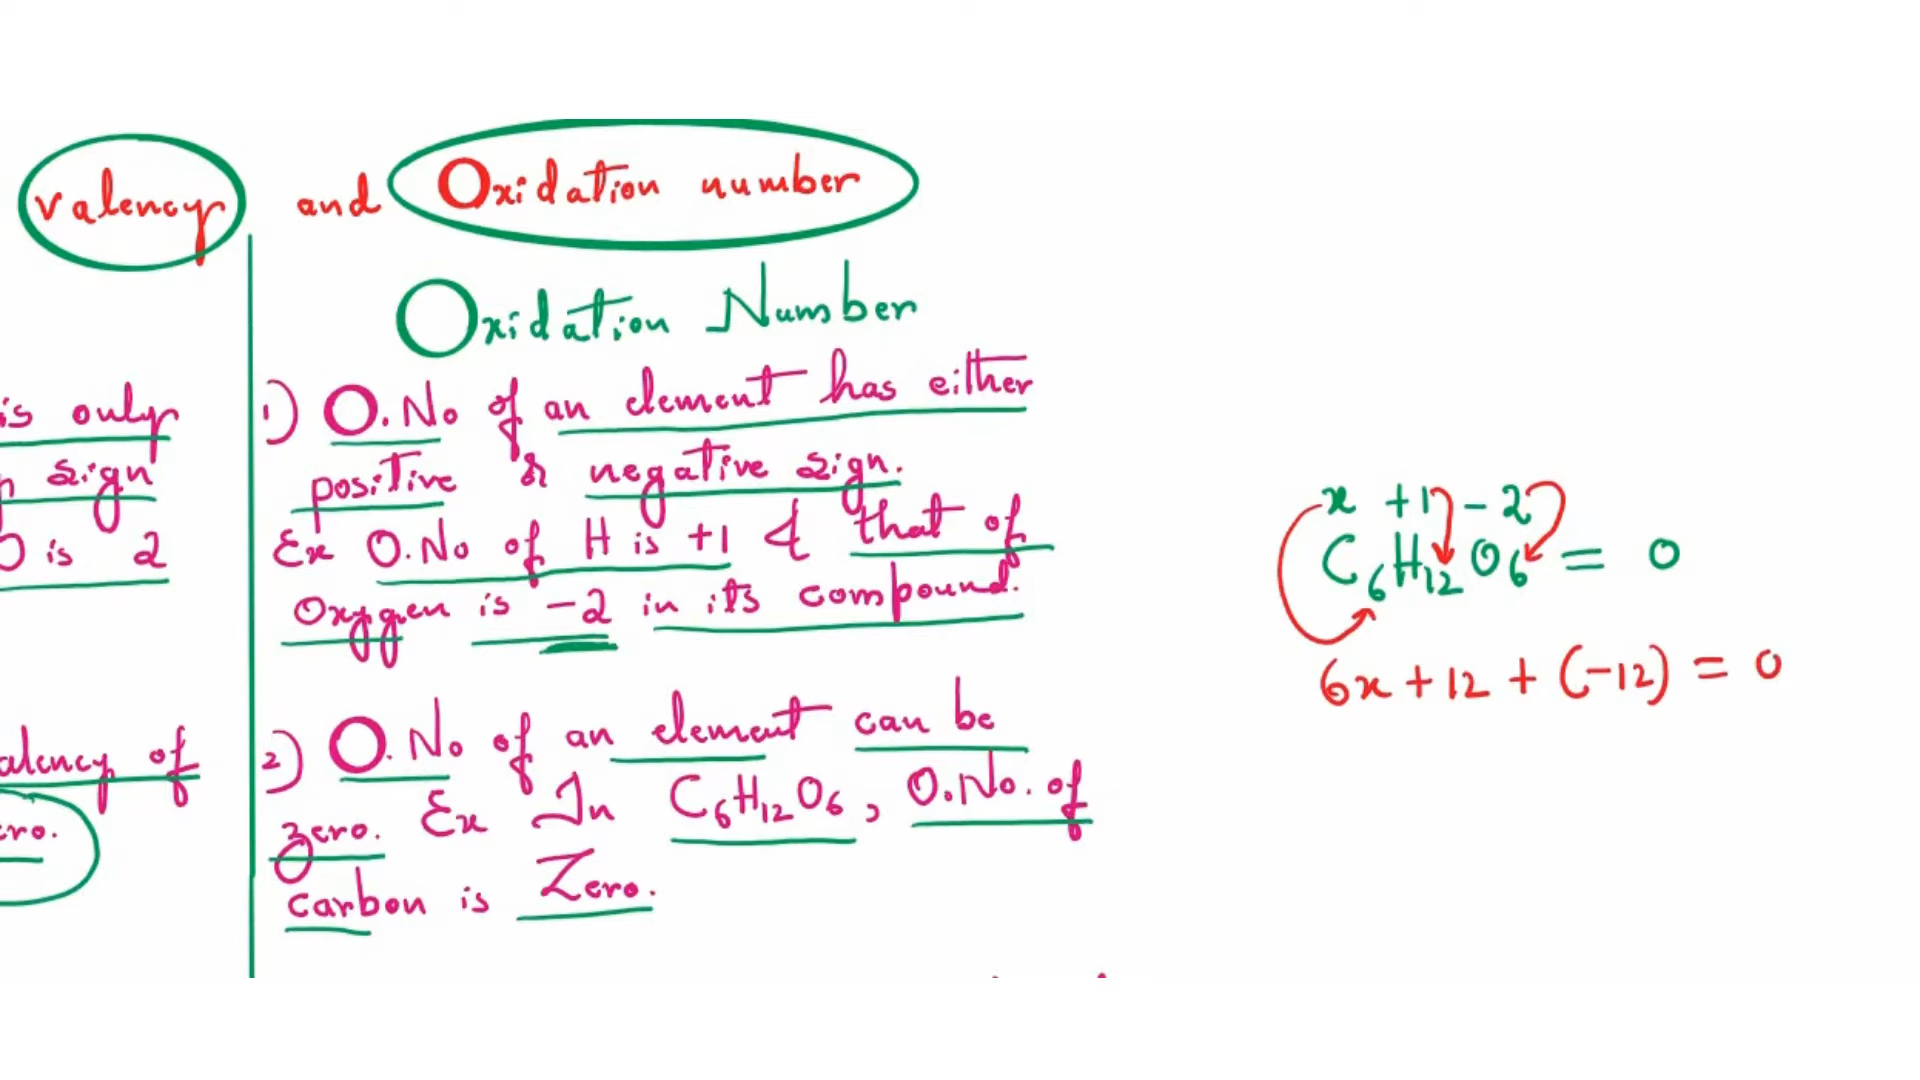 valency and Oxidation number
Oxidation Number
is only
sign
O is 2
alency of
ero.
1) O.No of an element has either
positive or negative sign.
Ex O.No of H is +1 & that of
Oxygen is -2 in its compound.
2) O.No of an element can be
zero. Ex In C₆H₁₂O₆, O.No. of
carbon is Zero.
x +1 -2
C₆H₁₂O₆ = 0
6x + 12 + (-12) = 0